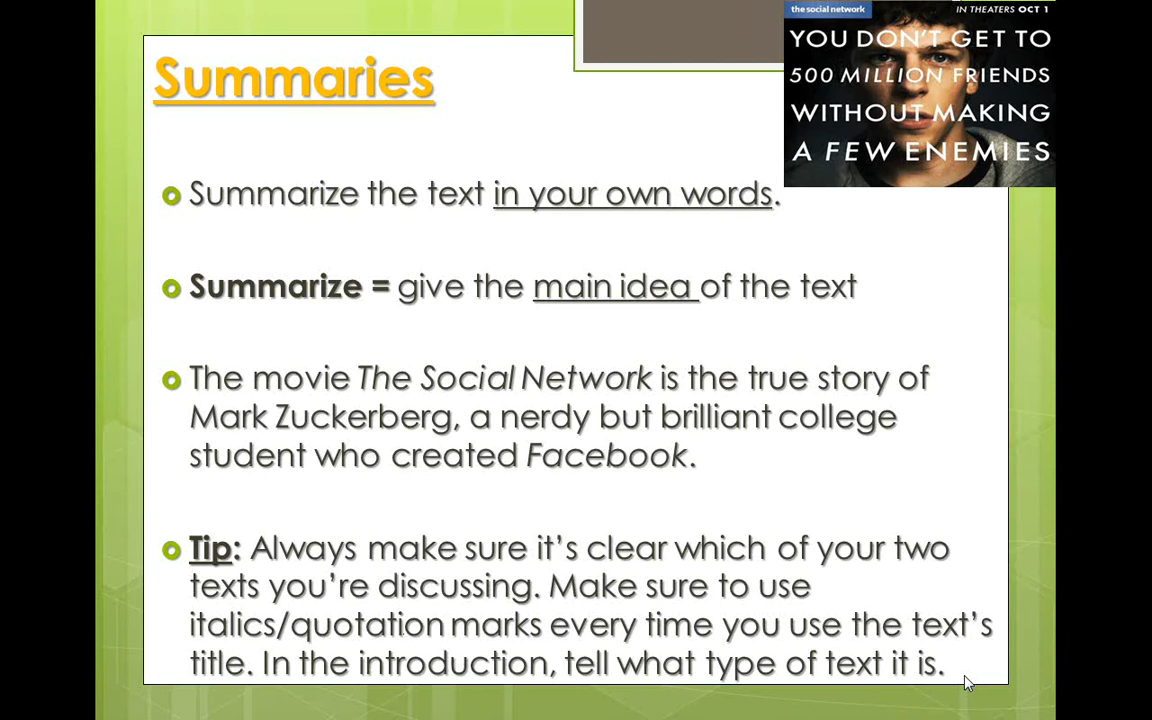 the social network
IN THEATERS OCT 1
YOU DON'T GET TO
500 MILLION FRIENDS
WITHOUT MAKING
A FEW ENEMIES
Summaries
Summarize the text in your own words.
Summarize = give the main idea of the text
The movie The Social Network is the true story of
Mark Zuckerberg, a nerdy but brilliant college
student who created Facebook.
Tip: Always make sure it's clear which of your two
texts you're discussing. Make sure to use
italics/quotation marks every time you use the text's
title. In the introduction, tell what type of text it is.